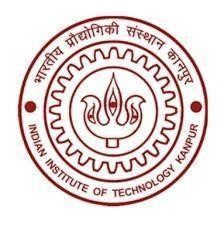 भारतीय प्रौद्योगिकी संस्थान कानपुर
INDIAN INSTITUTE OF TECHNOLOGY KANPUR